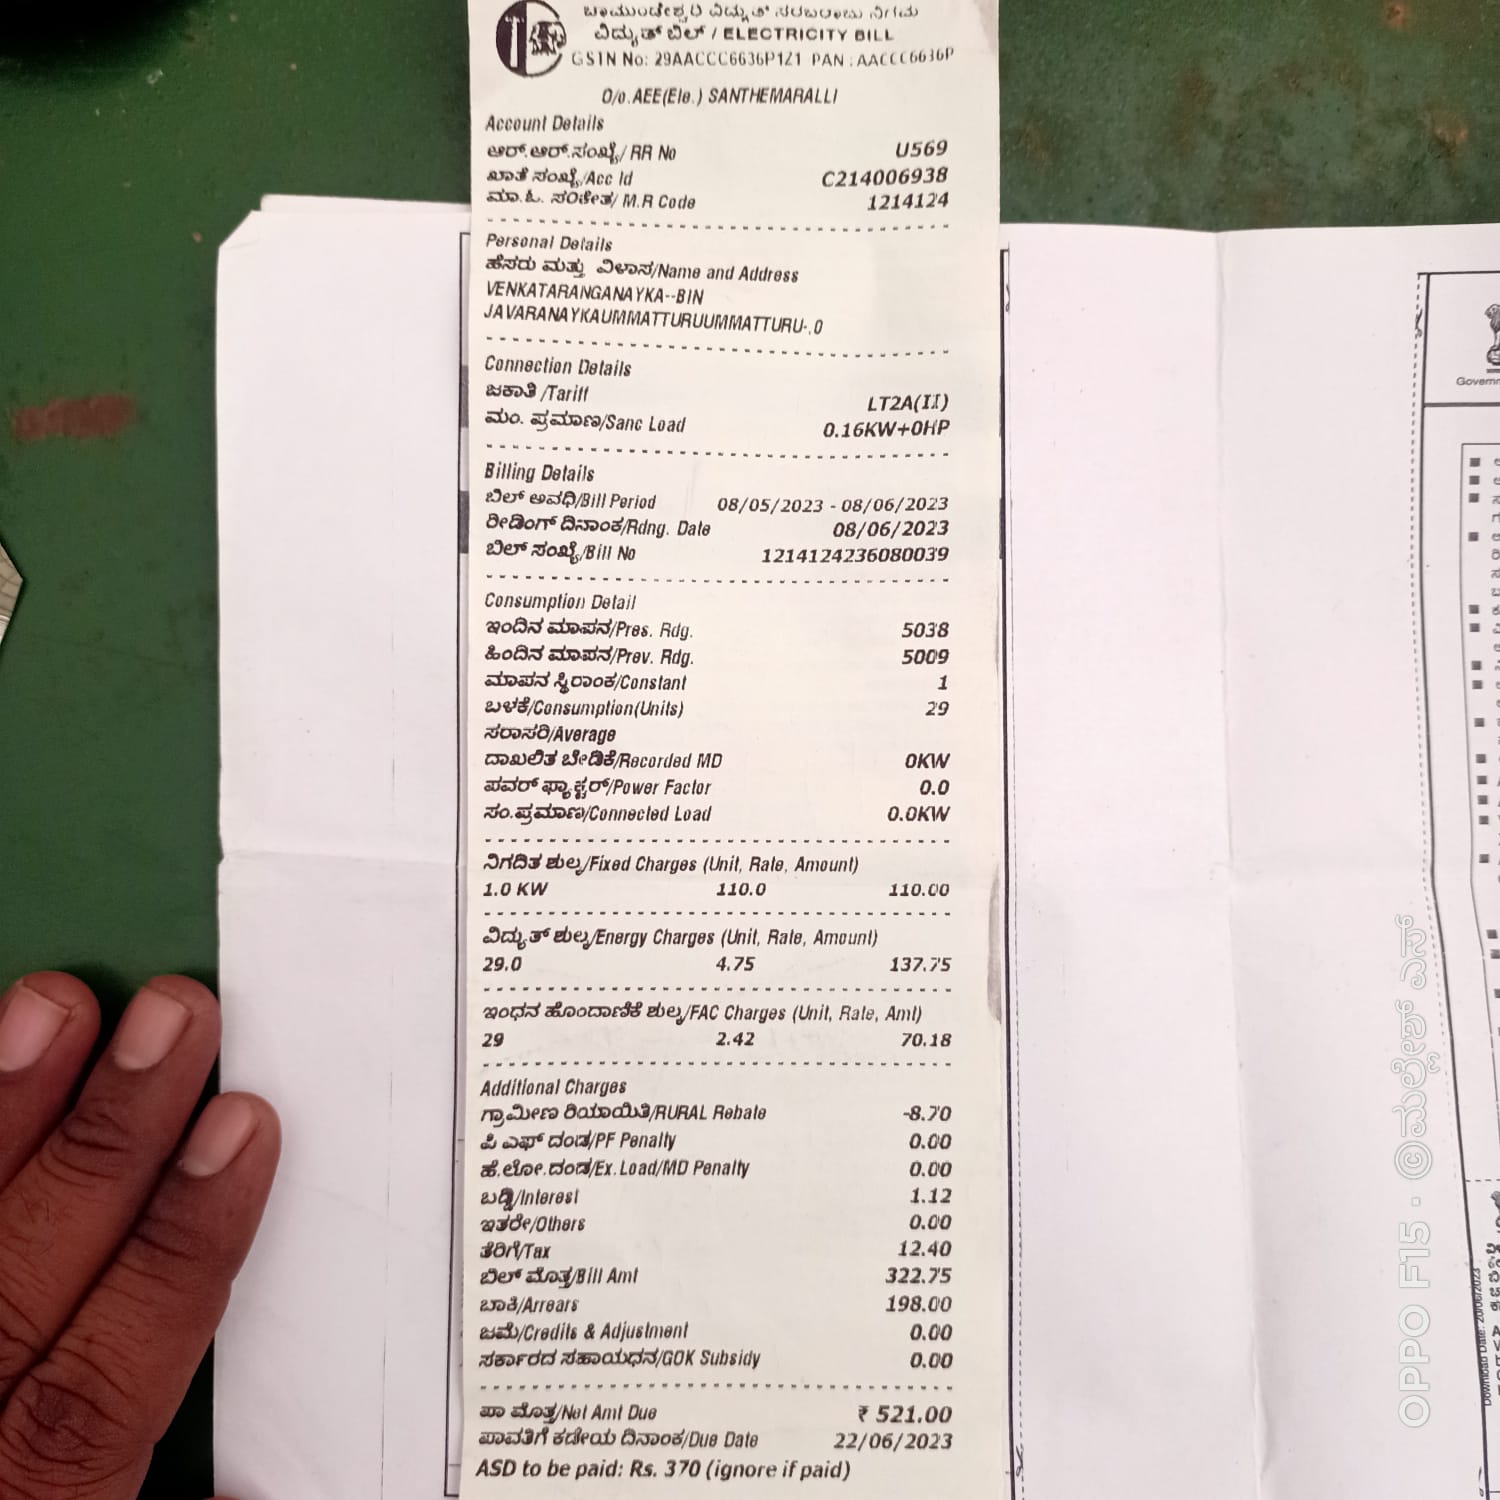 ಚಾಮುಂಡೇಶ್ವರಿ ವಿದ್ಯುತ್ ಸರಬರಾಜು ನಿಗಮ
ವಿದ್ಯುತ್ ಬಿಲ್ / ELECTRICITY BILL
GSTN No: 29AACCC6636P1Z1 PAN : AACCC6636P
O/o.AEE(Ele.) SANTHEMARALLI
Account Details
ಆರ್.ಆರ್.ಸಂಖ್ಯೆ/ RR No U569
ಖಾತೆ ಸಂಖ್ಯೆ/Acc Id C214006938
ಮಾ.ಓ. ಸಂಕೇತ/ M.R Code 1214124
Personal Details
ಹೆಸರು ಮತ್ತು ವಿಳಾಸ/Name and Address
VENKATARANGANAYKA--BIN
JAVARANAYKAUMMATTURUUMMATTURU-.0
Connection Details
ಜಕಾತಿ /Tariff LT2A(II)
ಮಂ. ಪ್ರಮಾಣ/Sanc Load 0.16KW+0HP
Billing Details
ಬಿಲ್ ಅವಧಿ/Bill Period 08/05/2023 - 08/06/2023
ರೀಡಿಂಗ್ ದಿನಾಂಕ/Rdng. Date 08/06/2023
ಬಿಲ್ ಸಂಖ್ಯೆ/Bill No 1214124236080039
Consumption Detail
ಇಂದಿನ ಮಾಪನ/Pres. Rdg. 5038
ಹಿಂದಿನ ಮಾಪನ/Prev. Rdg. 5009
ಮಾಪನ ಸ್ಥಿರಾಂಕ/Constant 1
ಬಳಕೆ/Consumption(Units) 29
ಸರಾಸರಿ/Average
ದಾಖಲಿತ ಬೇಡಿಕೆ/Recorded MD 0KW
ಪವರ್ ಫ್ಯಾಕ್ಟರ್/Power Factor 0.0
ಸಂ.ಪ್ರಮಾಣ/Connected Load 0.0KW
ನಿಗದಿತ ಶುಲ್ಕ/Fixed Charges (Unit, Rate, Amount)
1.0 KW 110.0 110.00
ವಿದ್ಯುತ್ ಶುಲ್ಕ/Energy Charges (Unit, Rate, Amount)
29.0 4.75 137.75
ಇಂಧನ ಹೊಂದಾಣಿಕೆ ಶುಲ್ಕ/FAC Charges (Unit, Rate, Amt)
29 2.42 70.18
Additional Charges
ಗ್ರಾಮೀಣ ರಿಯಾಯಿತಿ/RURAL Rebate -8.70
ಪಿ ಎಫ್ ದಂಡ/PF Penalty 0.00
ಹೆ.ಲೋ.ದಂಡ/Ex.Load/MD Penalty 0.00
ಬಡ್ಡಿ/Interest 1.12
ಇತರೇ/Others 0.00
ತೆರಿಗೆ/Tax 12.40
ಬಿಲ್ ಮೊತ್ತ/Bill Amt 322.75
ಬಾಕಿ/Arrears 198.00
ಜಮೆ/Credits & Adjustment 0.00
ಸರ್ಕಾರದ ಸಹಾಯಧನ/GOK Subsidy 0.00
ಪಾ ಮೊತ್ತ/Net Amt Due ₹ 521.00
ಪಾವತಿಗೆ ಕಡೇಯ ದಿನಾಂಕ/Due Date 22/06/2023
ASD to be paid: Rs. 370 (ignore if paid)
Download Date: 20/06/2023
OPPO F15 · ©ಮಲ್ಲೇಶ್ ಎಸ್